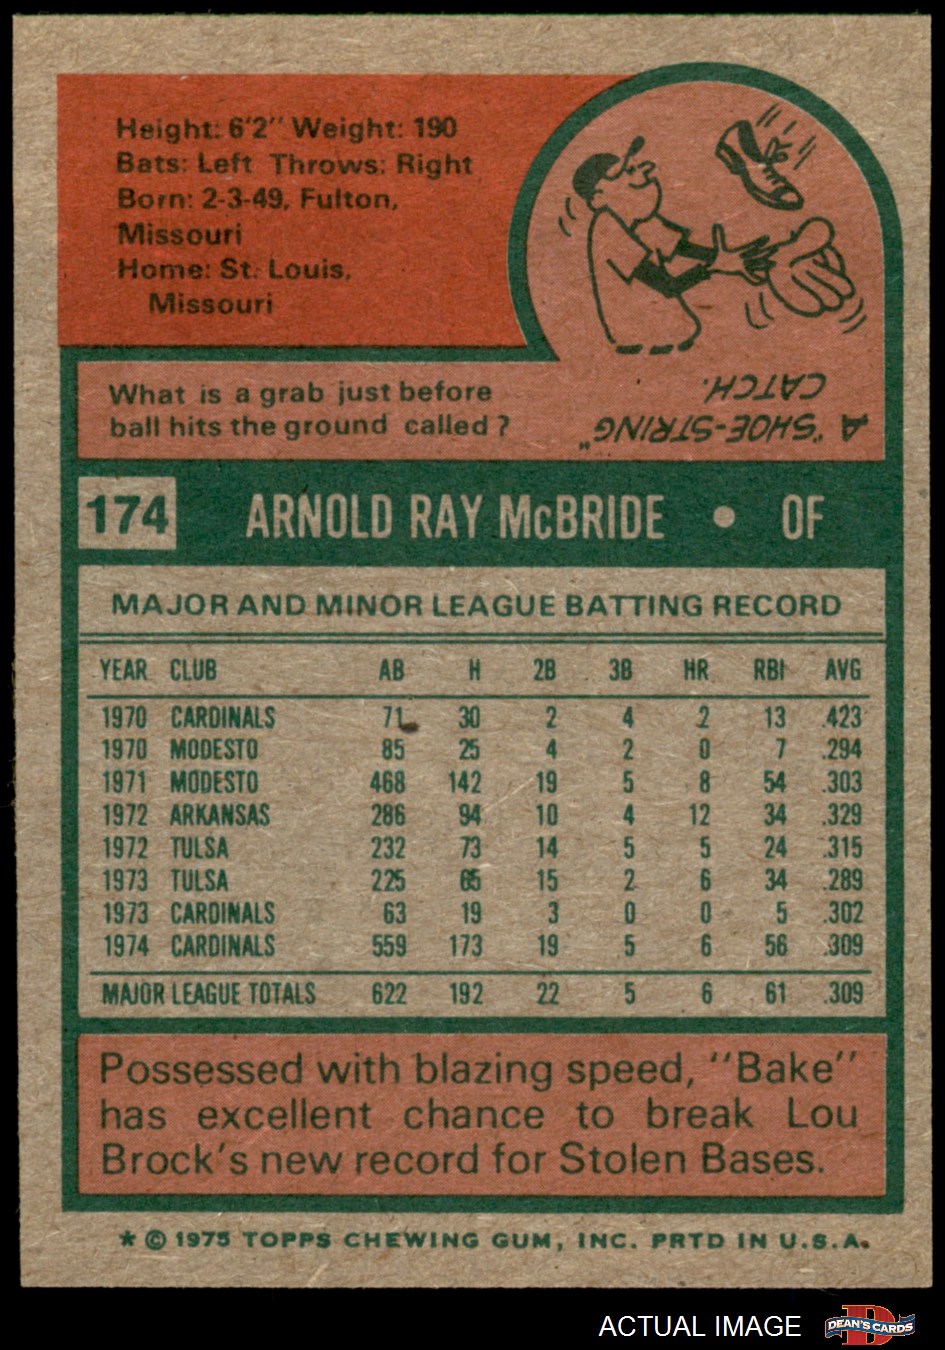 Height: 6'2" Weight: 190
Bats: Left Throws: Right
Born: 2-3-49, Fulton,
Missouri
Home: St. Louis,
Missouri
What is a grab just before
ball hits the ground called?
A "SHOE-STRING"
CATCH.
174 ARNOLD RAY McBRIDE • OF
MAJOR AND MINOR LEAGUE BATTING RECORD
YEAR CLUB AB H 2B 3B HR RBI AVG
1970 CARDINALS 71 30 2 4 2 13 .423
1970 MODESTO 85 25 4 2 0 7 .294
1971 MODESTO 468 142 19 5 8 54 .303
1972 ARKANSAS 286 94 10 4 12 34 .329
1972 TULSA 232 73 14 5 5 24 .315
1973 TULSA 225 65 15 2 6 34 .289
1973 CARDINALS 63 19 3 0 0 5 .302
1974 CARDINALS 559 173 19 5 6 56 .309
MAJOR LEAGUE TOTALS 622 192 22 5 6 61 .309
Possessed with blazing speed, "Bake"
has excellent chance to break Lou
Brock's new record for Stolen Bases.
* © 1975 TOPPS CHEWING GUM, INC. PRTD IN U.S.A.
ACTUAL IMAGE D DEAN'S CARDS